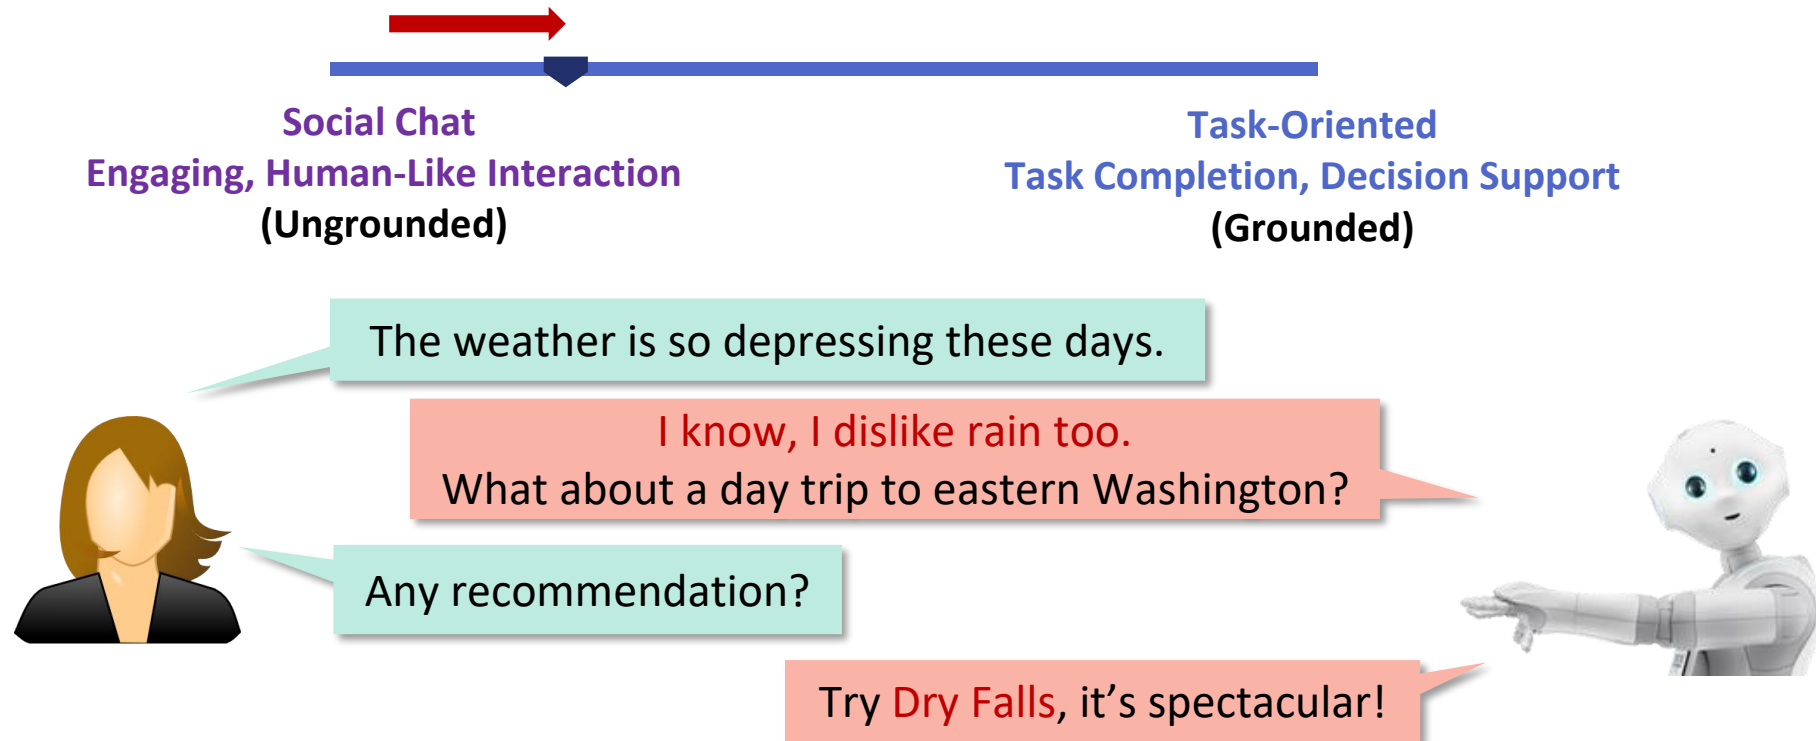 Social Chat
Engaging, Human-Like Interaction
(Ungrounded)
Task-Oriented
Task Completion, Decision Support
(Grounded)
The weather is so depressing these days.
I know, I dislike rain too.
What about a day trip to eastern Washington?
Any recommendation?
Try Dry Falls, it’s spectacular!